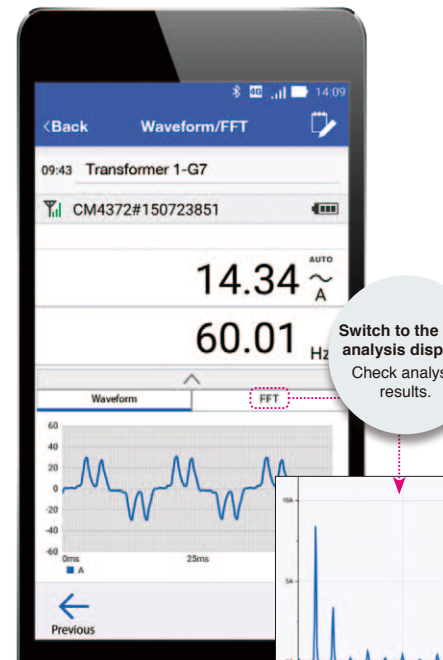 4G 14:09
<Back Waveform/FFT
09:43 Transformer 1-G7
CM4372#150723851
14.34 AUTO A
60.01 Hz
Switch to the
analysis
Check
results.
Waveform FFT
60
40
20
0
-20
-40
-60
0ms 25ms
A
10A
5A
Previous